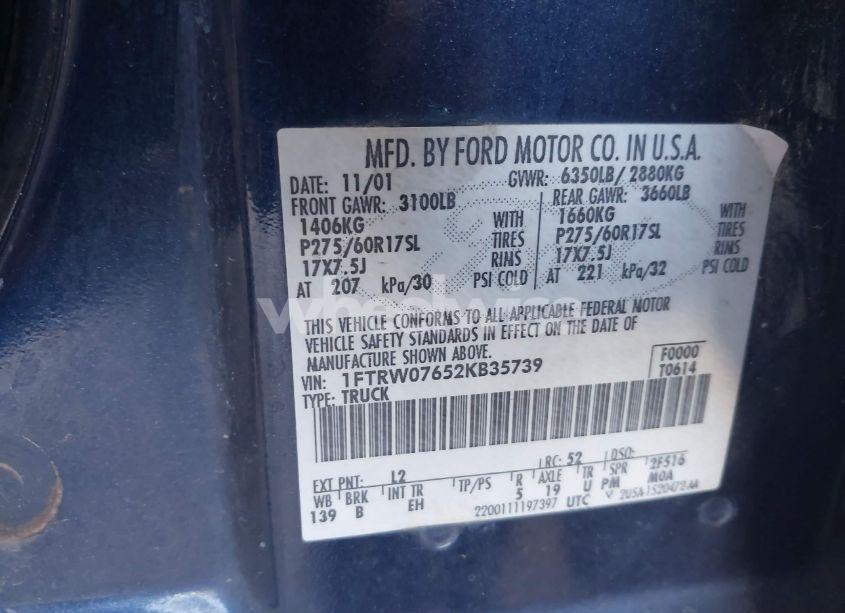 MFD. BY FORD MOTOR CO. IN U.S.A.
DATE: 11/01 GVWR: 6350LB/ 2880KG
FRONT GAWR: 3100LB REAR GAWR: 3660LB
1406KG WITH 1660KG WITH
P275/60R17SL TIRES P275/60R17SL TIRES
17X7.5J RIMS 17X7.5J RIMS
AT 207 kPa/30 PSI COLD AT 221 kPa/32 PSI COLD
THIS VEHICLE CONFORMS TO ALL APPLICABLE FEDERAL MOTOR
VEHICLE SAFETY STANDARDS IN EFFECT ON THE DATE OF
MANUFACTURE SHOWN ABOVE.
VIN: 1FTRW07652KB35739 F0000
TYPE: TRUCK T0614
EXT PNT: L2 RC: 52 DSO: 2F516
WB BRK INT TR TP/PS R AXLE TR SPR MOA
139 B EH 5 19 U PM
2200111197397 UTC